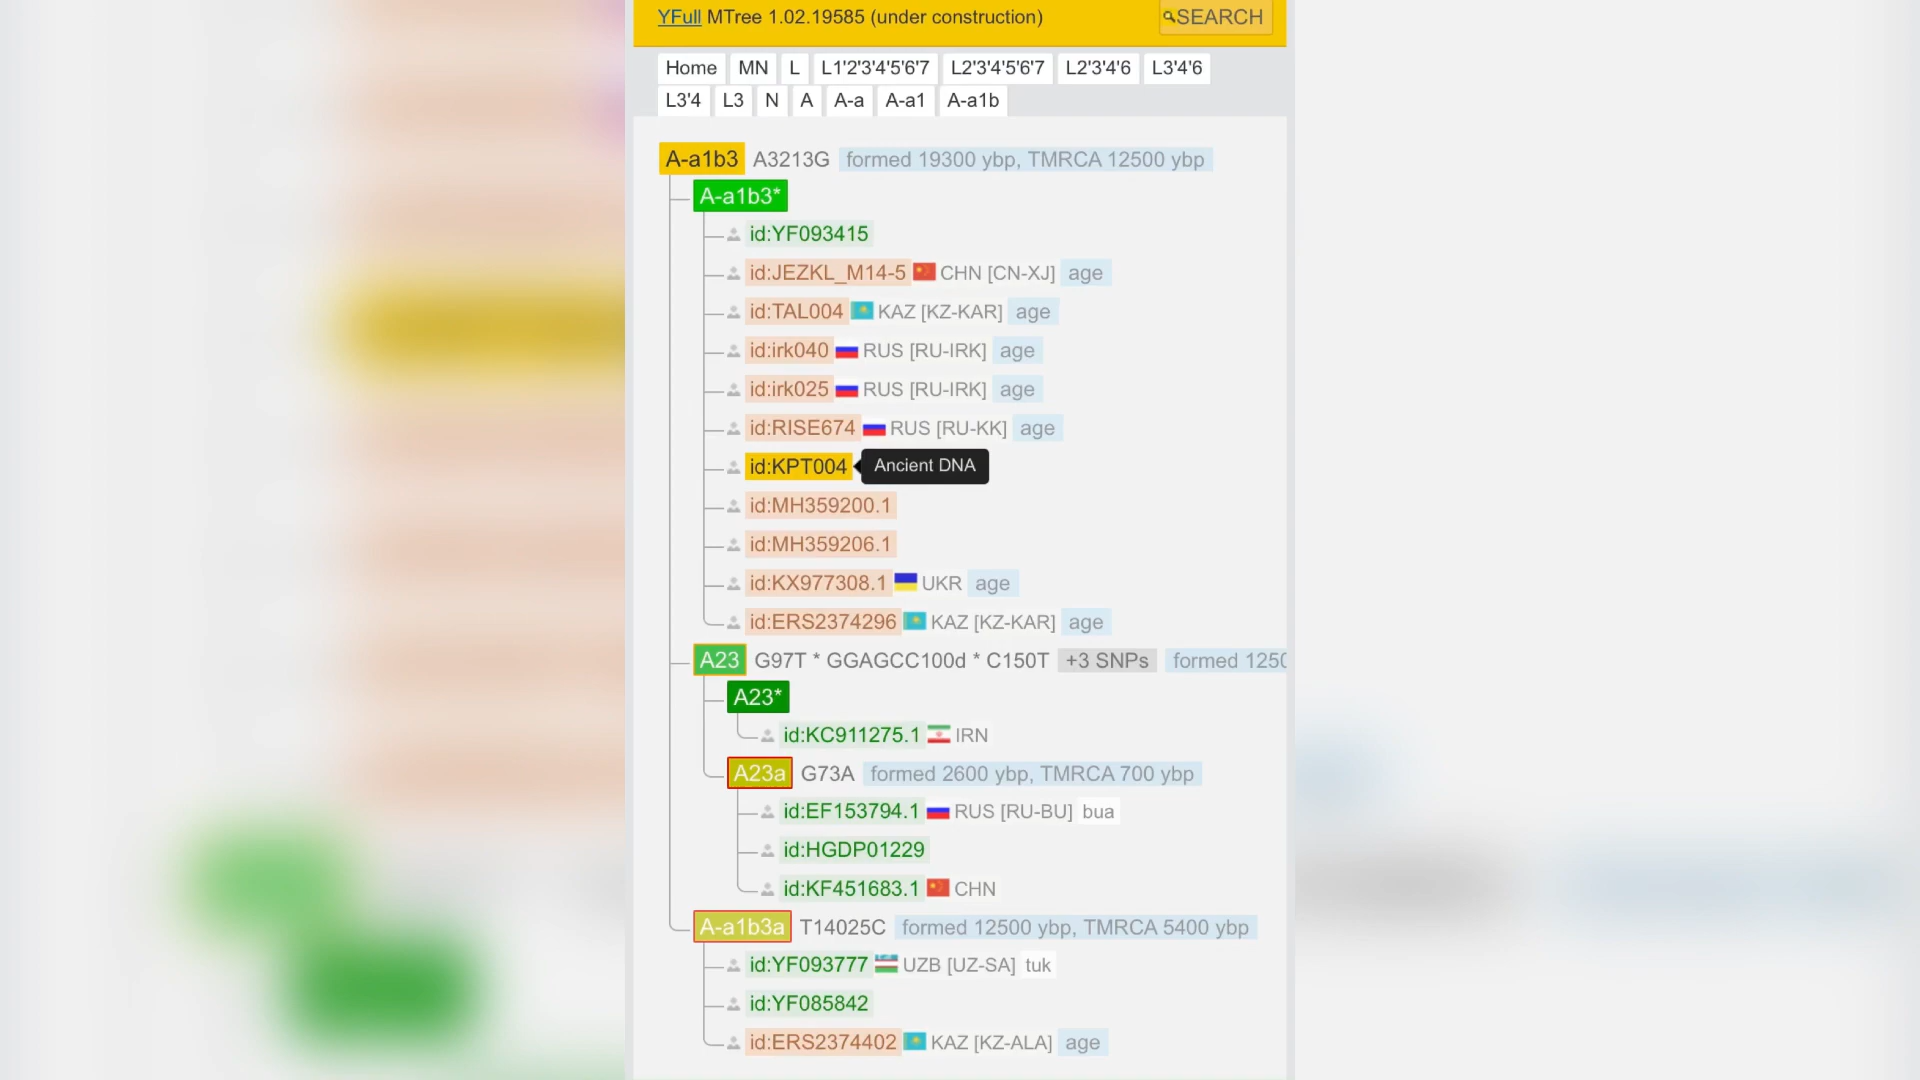 YFull MTree 1.02.19585 (under construction) SEARCH
Home MN L L1'2'3'4'5'6'7 L2'3'4'5'6'7 L2'3'4'6 L3'4'6
L3'4 L3 N A A-a A-a1 A-a1b
A-a1b3 A3213G formed 19300 ybp, TMRCA 12500 ybp
A-a1b3*
id:YF093415
id:JEZKL_M14-5 CHN [CN-XJ] age
id:TAL004 KAZ [KZ-KAR] age
id:irk040 RUS [RU-IRK] age
id:irk025 RUS [RU-IRK] age
id:RISE674 RUS [RU-KK] age
id:KPT004 Ancient DNA
id:MH359200.1
id:MH359206.1
id:KX977308.1 UKR age
id:ERS2374296 KAZ [KZ-KAR] age
A23 G97T * GGAGCC100d * C150T +3 SNPs formed 1250
A23*
id:KC911275.1 IRN
A23a G73A formed 2600 ybp, TMRCA 700 ybp
id:EF153794.1 RUS [RU-BU] bua
id:HGDP01229
id:KF451683.1 CHN
A-a1b3a T14025C formed 12500 ybp, TMRCA 5400 ybp
id:YF093777 UZB [UZ-SA] tuk
id:YF085842
id:ERS2374402 KAZ [KZ-ALA] age